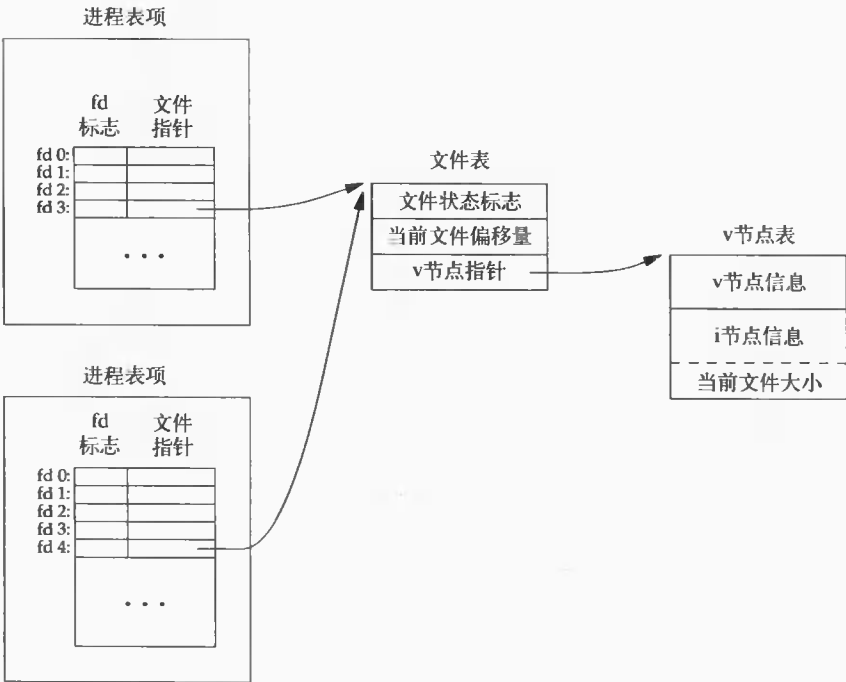 进程表项
fd 文件
标志 指针
fd 0:
fd 1:
fd 2:
fd 3:
• • •
文件表
文件状态标志
当前文件偏移量
v节点指针
v节点表
v节点信息
i节点信息
当前文件大小
进程表项
fd 文件
标志 指针
fd 0:
fd 1:
fd 2:
fd 3:
fd 4:
• • •